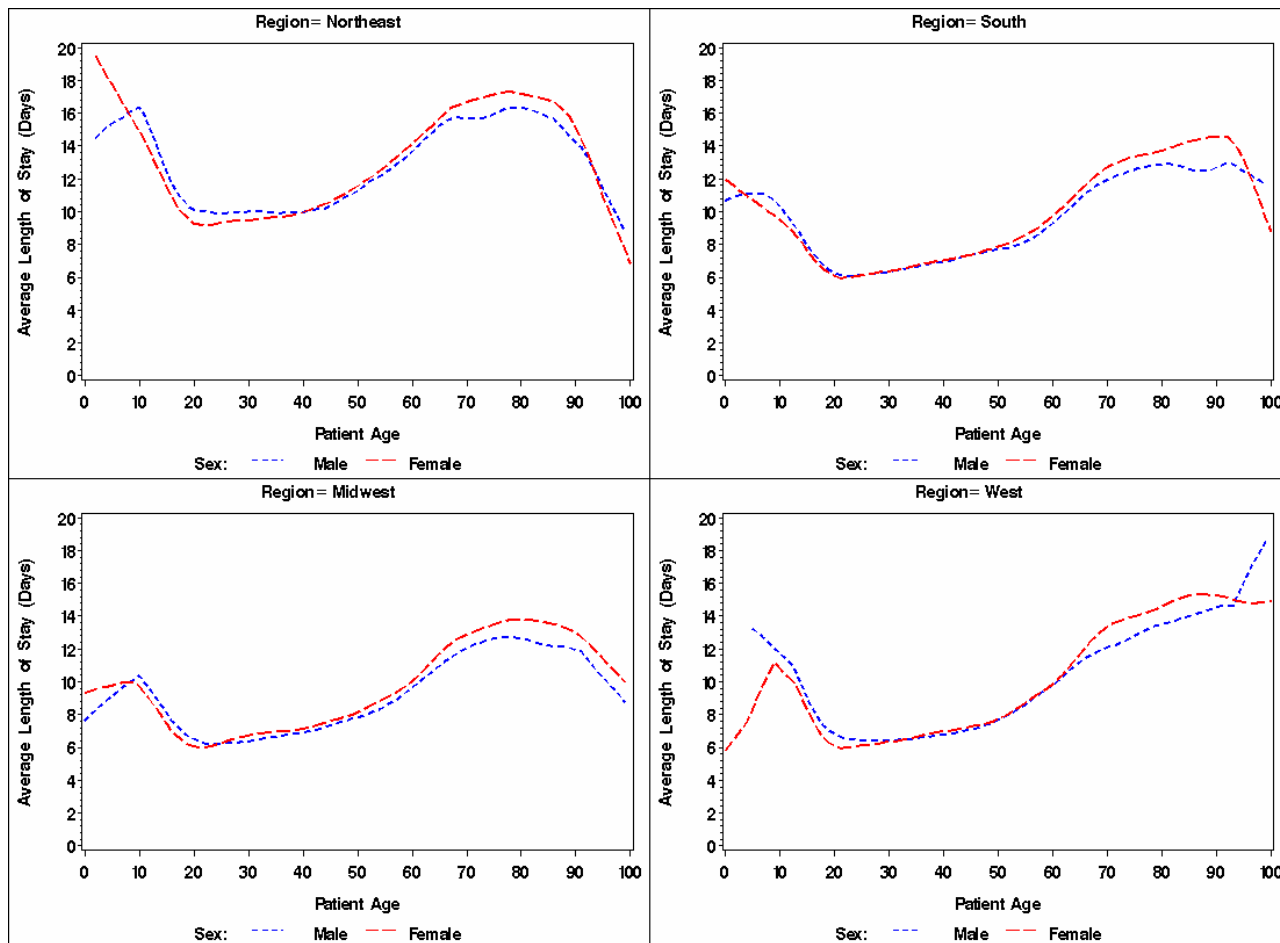 Region= Northeast
20
18
16
14
12
10
8
6
4
2
0
Average Length of Stay (Days)
0 10 20 30 40 50 60 70 80 90 100
Patient Age
Sex: Male Female
Region= South
20
18
16
14
12
10
8
6
4
2
0
Average Length of Stay (Days)
0 10 20 30 40 50 60 70 80 90 100
Patient Age
Sex: Male Female
Region= Midwest
20
18
16
14
12
10
8
6
4
2
0
Average Length of Stay (Days)
0 10 20 30 40 50 60 70 80 90 100
Patient Age
Sex: Male Female
Region= West
20
18
16
14
12
10
8
6
4
2
0
Average Length of Stay (Days)
0 10 20 30 40 50 60 70 80 90 100
Patient Age
Sex: Male Female